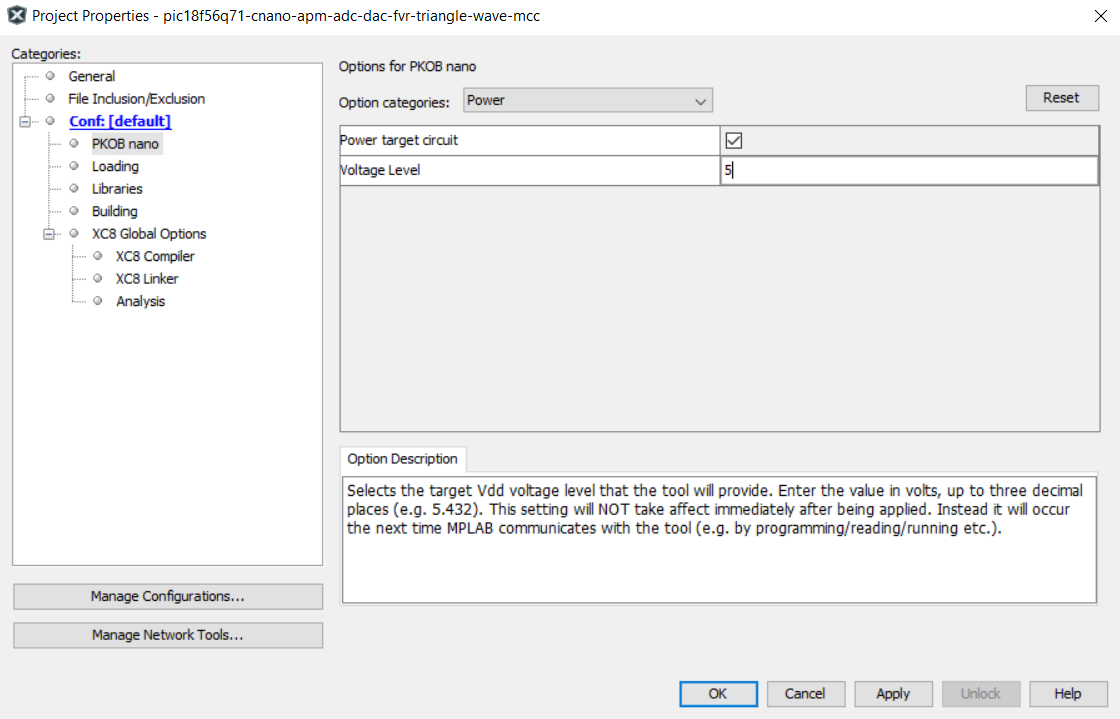 Project Properties - pic18f56q71-cnano-apm-adc-dac-fvr-triangle-wave-mcc
Categories:
General
File Inclusion/Exclusion
Conf: [default]
PKOB nano
Loading
Libraries
Building
XC8 Global Options
XC8 Compiler
XC8 Linker
Analysis
Manage Configurations...
Manage Network Tools...
Options for PKOB nano
Option categories: Power
Reset
Power target circuit
Voltage Level 5
Option Description
Selects the target Vdd voltage level that the tool will provide. Enter the value in volts, up to three decimal
places (e.g. 5.432). This setting will NOT take affect immediately after being applied. Instead it will occur
the next time MPLAB communicates with the tool (e.g. by programming/reading/running etc.).
OK Cancel Apply Unlock Help